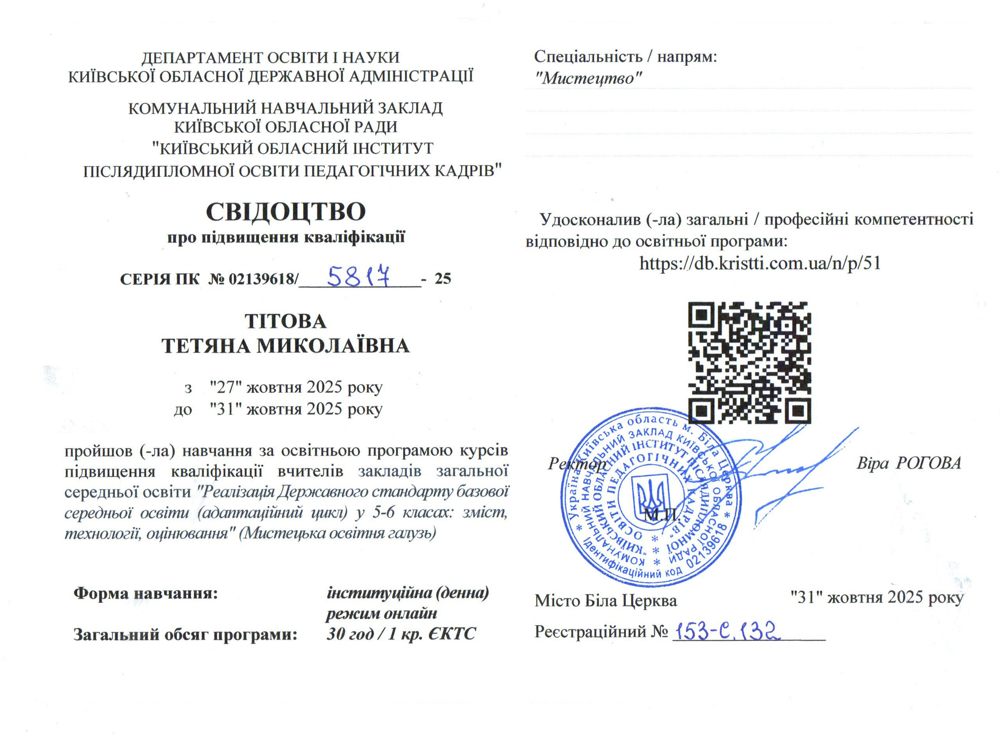 ДЕПАРТАМЕНТ ОСВІТИ І НАУКИ
КИЇВСЬКОЇ ОБЛАСНОЇ ДЕРЖАВНОЇ АДМІНІСТРАЦІЇ
КОМУНАЛЬНИЙ НАВЧАЛЬНИЙ ЗАКЛАД
КИЇВСЬКОЇ ОБЛАСНОЇ РАДИ
"КИЇВСЬКИЙ ОБЛАСНИЙ ІНСТИТУТ
ПІСЛЯДИПЛОМНОЇ ОСВІТИ ПЕДАГОГІЧНИХ КАДРІВ"
СВІДОЦТВО
про підвищення кваліфікації
СЕРІЯ ПК № 02139618/ 5817 - 25
ТІТОВА
ТЕТЯНА МИКОЛАЇВНА
з "27" жовтня 2025 року
до "31" жовтня 2025 року
пройшов (-ла) навчання за освітньою програмою курсів
підвищення кваліфікації вчителів закладів загальної
середньої освіти "Реалізація Державного стандарту базової
середньої освіти (адаптаційний цикл) у 5-6 класах: зміст,
технології, оцінювання" (Мистецька освітня галузь)
Форма навчання: інституційна (денна)
режим онлайн
Загальний обсяг програми: 30 год / 1 кр. ЄКТС
Спеціальність / напрям:
"Мистецтво"
Удосконалив (-ла) загальні / професійні компетентності
відповідно до освітньої програми:
https://db.kristti.com.ua/n/p/51
Ректор Віра РОГОВА
М.П.
* Україна Київська область м. Біла Церква *
Ідентифікаційний код 02139618
* КОМУНАЛЬНИЙ НАВЧАЛЬНИЙ ЗАКЛАД КИЇВСЬКОЇ ОБЛАСНОЇ РАДИ
* "КИЇВСЬКИЙ ОБЛАСНИЙ ІНСТИТУТ ПІСЛЯДИПЛОМНОЇ
* ОСВІТИ ПЕДАГОГІЧНИХ КАДРІВ"
Місто Біла Церква "31" жовтня 2025 року
Реєстраційний № 153-С.132